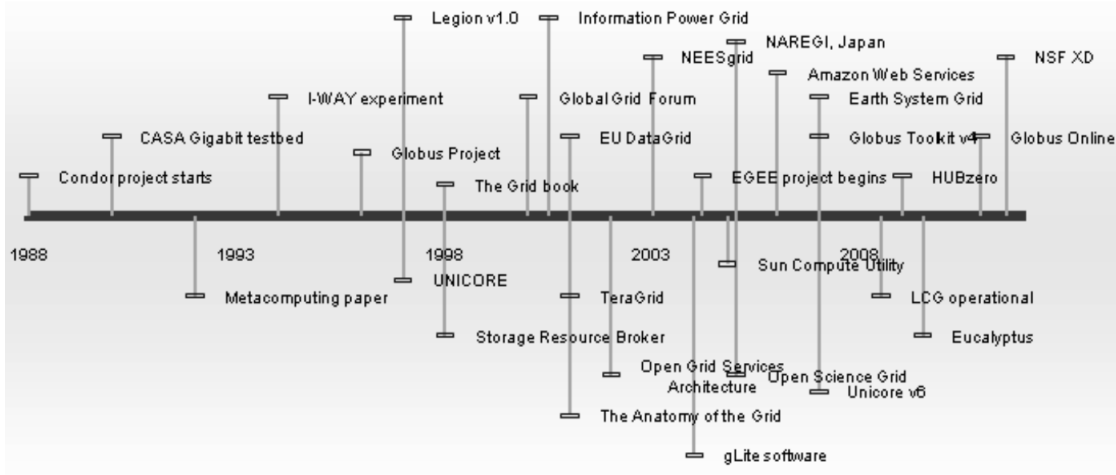 Legion v1.0
Information Power Grid
NAREGI, Japan
NEESgrid
NSF XD
Amazon Web Services
I-WAY experiment
Global Grid Forum
Earth System Grid
CASA Gigabit testbed
EU DataGrid
Globus Toolkit v4
Globus Online
Globus Project
Condor project starts
The Grid book
EGEE project begins
HUBzero
1988
1993
1998
2003
2008
Sun Compute Utility
UNICORE
Metacomputing paper
TeraGrid
LCG operational
Storage Resource Broker
Eucalyptus
Open Grid Services
Architecture
Open Science Grid
Unicore v6
The Anatomy of the Grid
gLite software